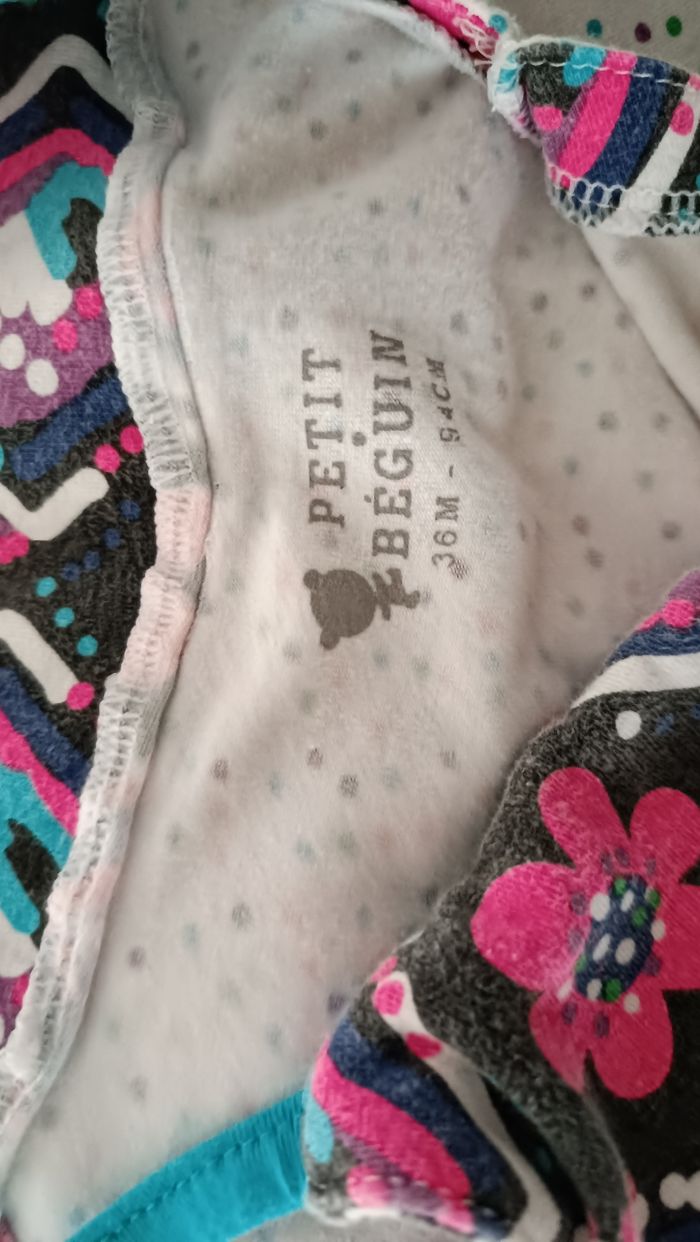 PETIT
BÉGUIN
36M - 94CM